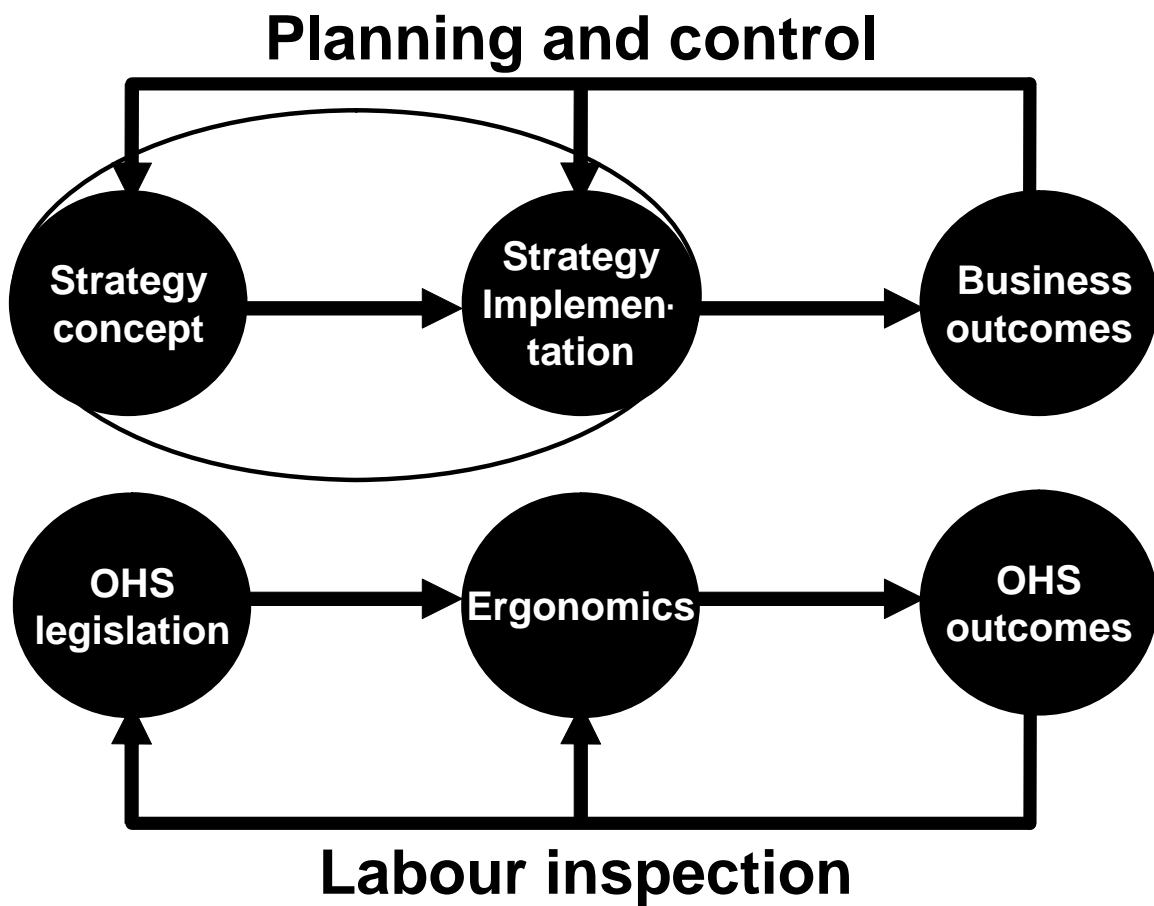 Planning and control
Strategy
concept
Strategy
Implemen-
tation
Business
outcomes
OHS
legislation
Ergonomics
OHS
outcomes
Labour inspection